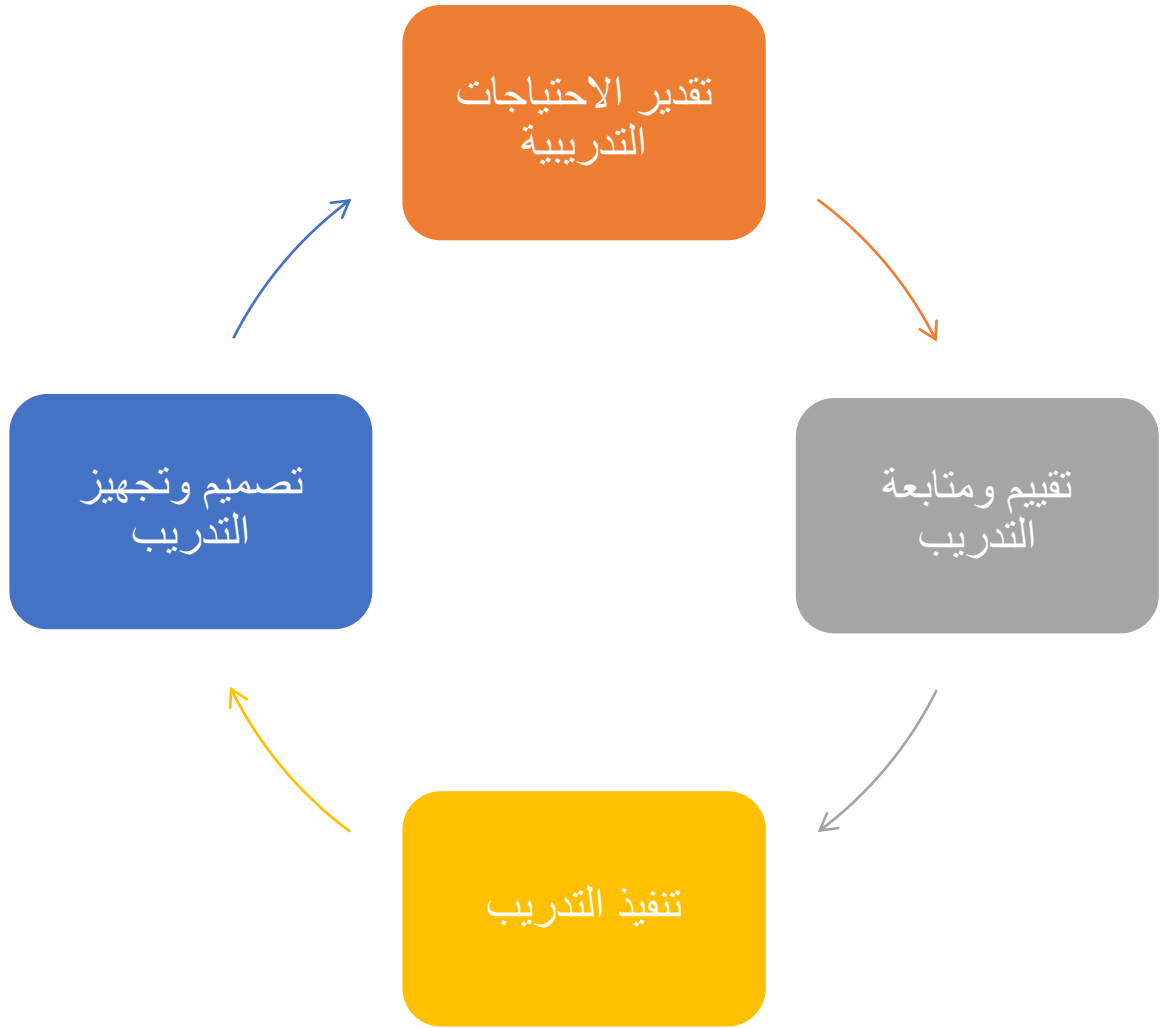 تقدير الاحتياجات
التدريبية
تقييم ومتابعة
التدريب
تنفيذ التدريب
تصميم وتجهيز
التدريب